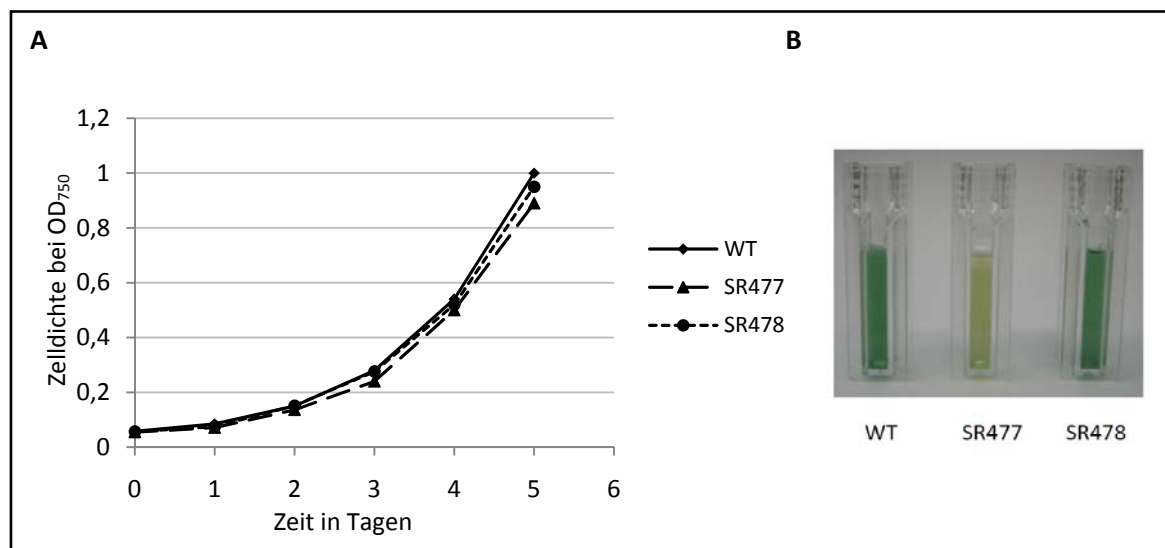 A
B
1,2
1
0,8
0,6
0,4
0,2
0
Zelldichte bei OD750
0 1 2 3 4 5 6
Zeit in Tagen
WT
SR477
SR478
WT SR477 SR478